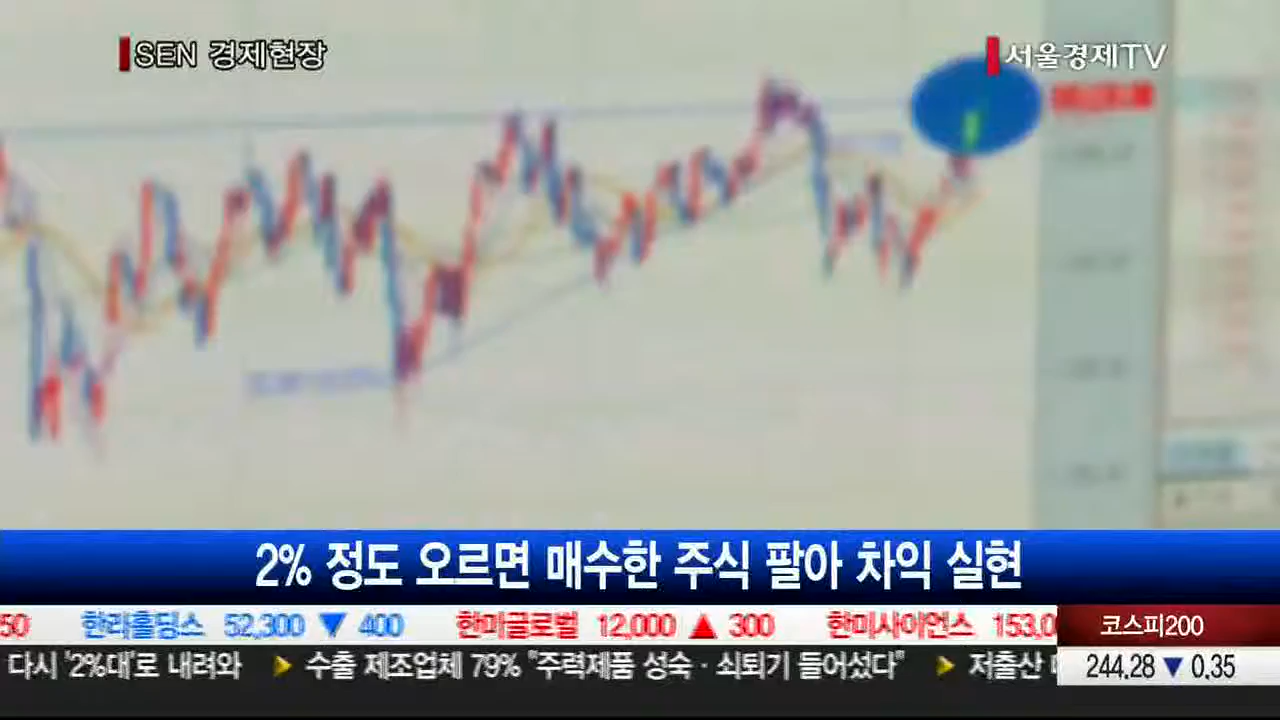 SEN 경제현장
서울경제TV
2% 정도 오르면 매수한 주식 팔아 차익 실현
50 한라홀딩스 52,300 ▼ 400 한미글로벌 12,000 ▲ 300 한미사이언스 153,0
코스피200
다시 '2%대'로 내려와 > 수출 제조업체 79% "주력제품 성숙·쇠퇴기 들어섰다" > 저출산
244.28 ▼ 0.35